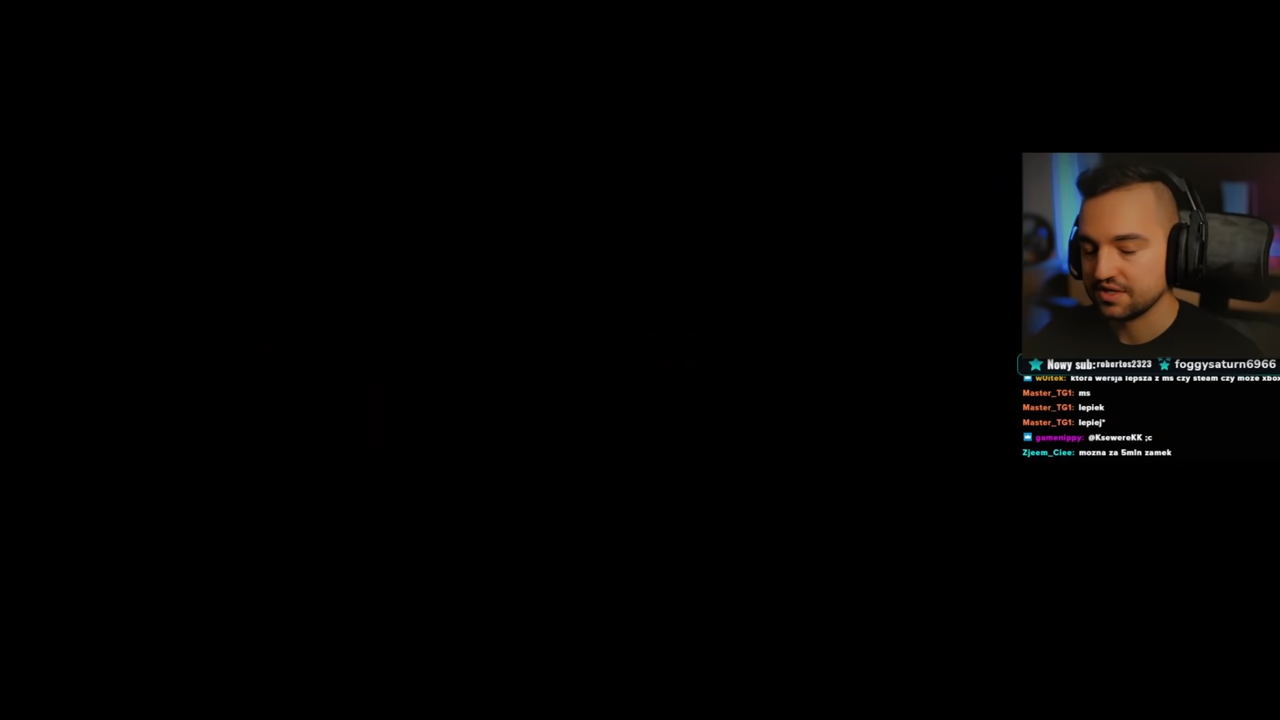 Nowy sub: robertos2323 foggysaturn6966
w0itek: ktora wersja lepsza z ms czy steam czy moze xbox
Master_TG1: ms
Master_TG1: lepiek
Master_TG1: lepiej*
gamenippy: @KsewereKK ;c
Zjeem_Ciee: mozna za 5mln zamek